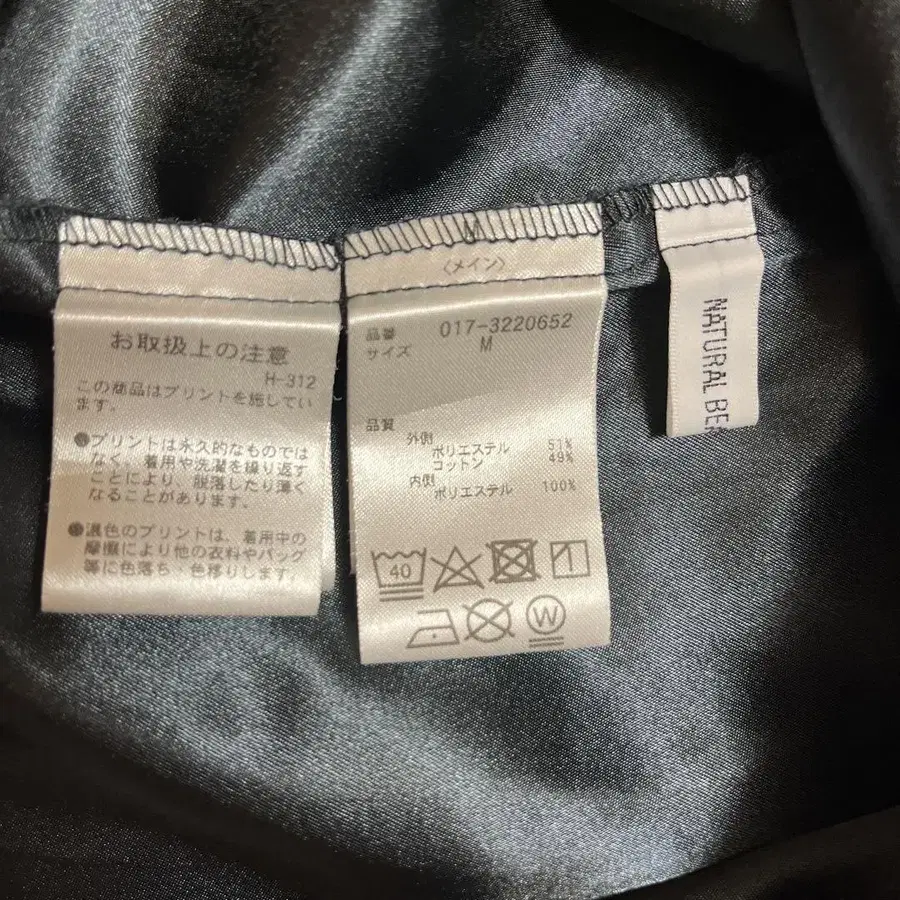 お取扱上の注意
H-312
この商品はプリントを施してい
ます。
●プリントは永久的なものでは
なく、着用や洗濯を繰り返す
ことにより、脱落したり薄く
なることがあります。
●濃色のプリントは、着用中の
摩擦により他の衣料やバッグ
等に色落ち・色移りします。
M
〈メイン〉
品番 017-3220652
サイズ M
品質
外側
ポリエステル 51%
コットン 49%
内側
ポリエステル 100%
40
W
NATURAL BE